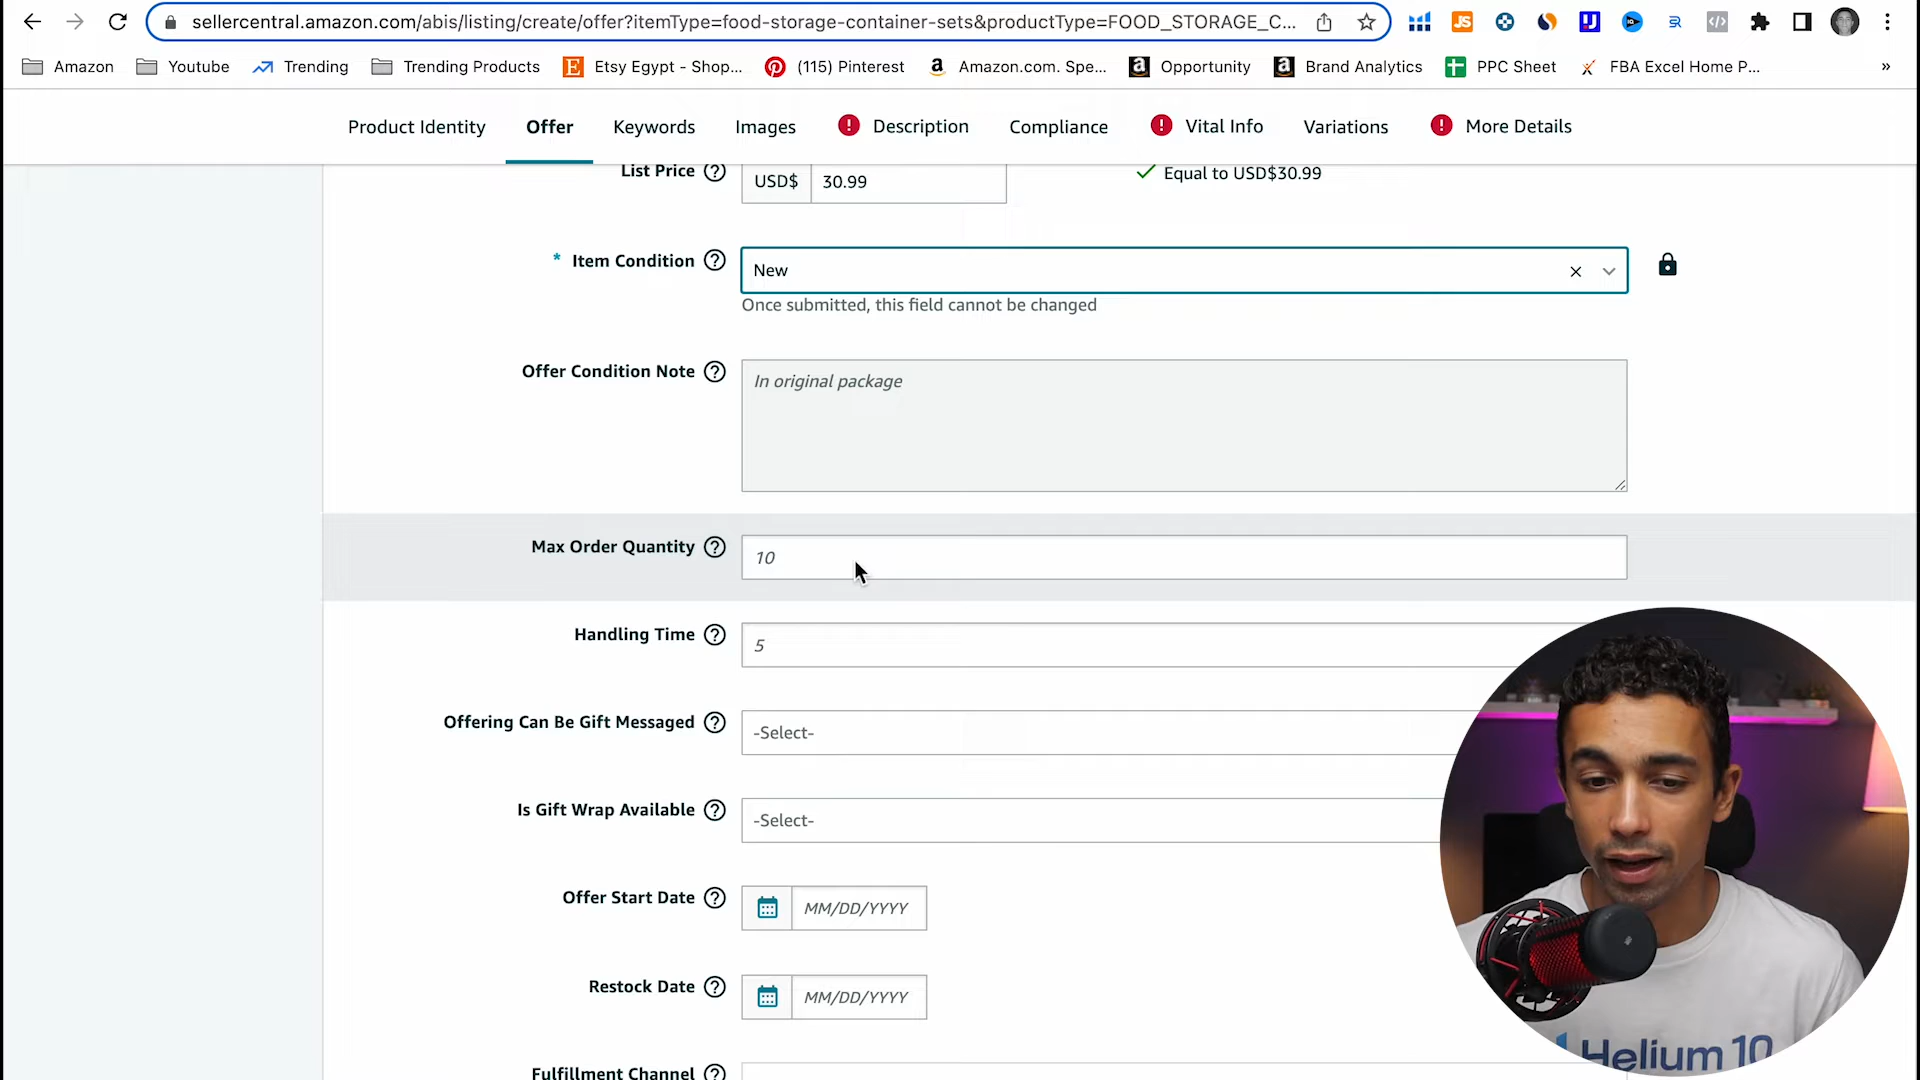 sellercentral.amazon.com/abis/listing/create/offer?itemType=food-storage-container-sets&productType=FOOD_STORAGE_C...
Amazon Youtube Trending Trending Products Etsy Egypt - Shop... (115) Pinterest Amazon.com. Spe... Opportunity Brand Analytics PPC Sheet FBA Excel Home P... »
Product Identity Offer Keywords Images Description Compliance Vital Info Variations More Details
List Price USD$ 30.99 Equal to USD$30.99
* Item Condition New
Once submitted, this field cannot be changed
Offer Condition Note In original package
Max Order Quantity 10
Handling Time 5
Offering Can Be Gift Messaged -Select-
Is Gift Wrap Available -Select-
Offer Start Date MM/DD/YYYY
Restock Date MM/DD/YYYY
Helium 10
Fulfillment Channel